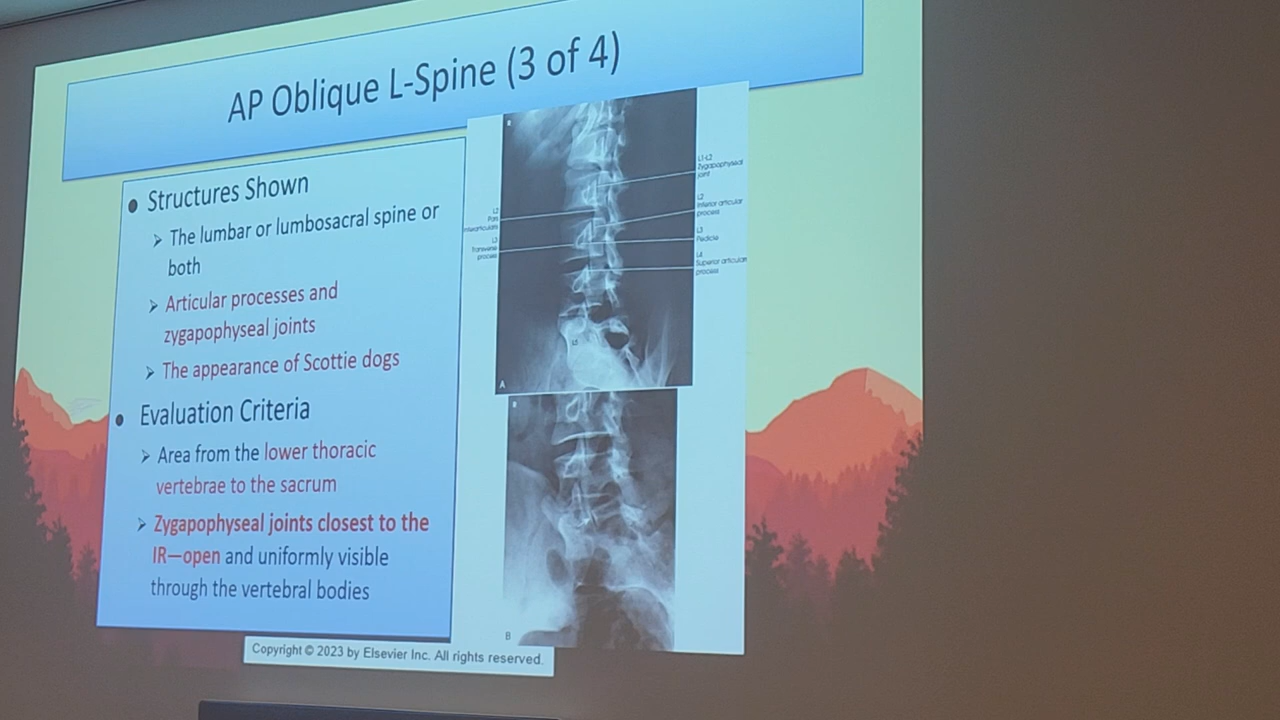 AP Oblique L-Spine (3 of 4)
Structures Shown
The lumbar or lumbosacral spine or
both
Articular processes and
zygapophyseal joints
The appearance of Scottie dogs
Evaluation Criteria
Area from the lower thoracic
vertebrae to the sacrum
Zygapophyseal joints closest to the
IR—open and uniformly visible
through the vertebral bodies
R
L2
Pars
interarticularis
L3
Transverse
process
L1-L2
Zygapophyseal
joint
L2
Inferior articular
process
L3
Pedicle
L4
Superior articular
process
L5
A
R
B
Copyright © 2023 by Elsevier Inc. All rights reserved.